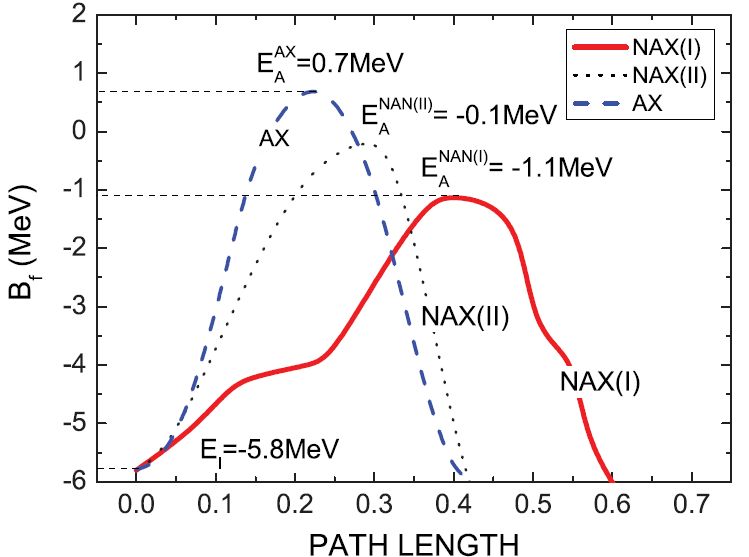 NAX(I)
NAX(II)
AX
E_A^AX=0.7MeV
E_A^NAN(II)= -0.1MeV
AX
E_A^NAN(I)= -1.1MeV
NAX(II)
NAX(I)
E_I=-5.8MeV
2
1
0
-1
-2
-3
-4
-5
-6
B_f (MeV)
0.0 0.1 0.2 0.3 0.4 0.5 0.6 0.7
PATH LENGTH